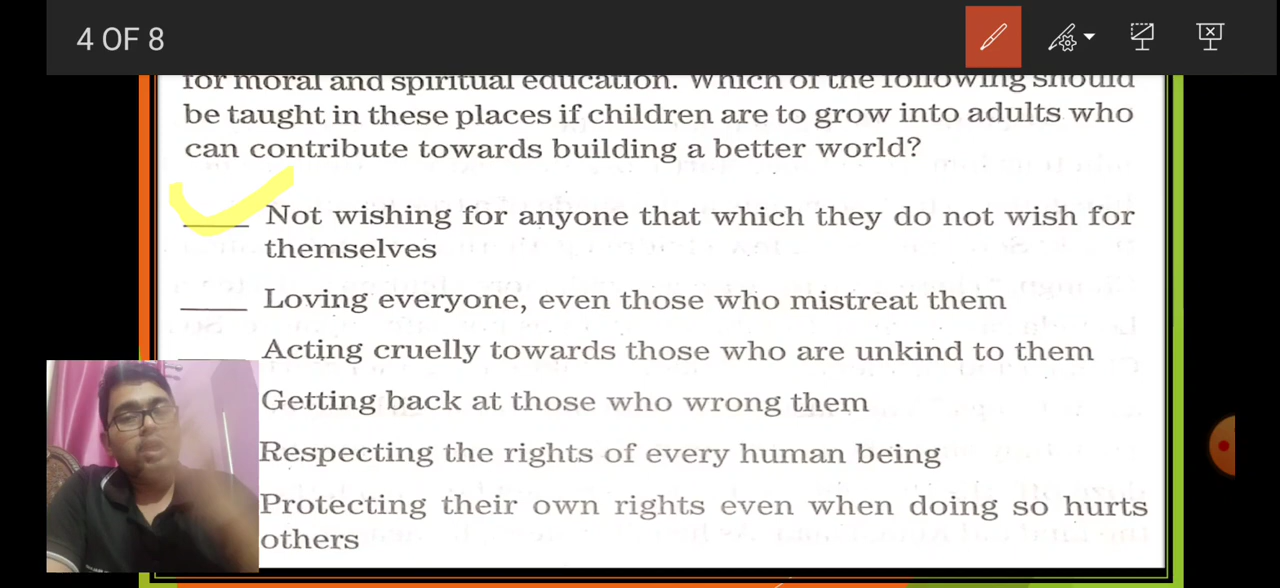 4 OF 8
for moral and spiritual education. Which of the following should
be taught in these places if children are to grow into adults who
can contribute towards building a better world?
____ Not wishing for anyone that which they do not wish for
themselves
____ Loving everyone, even those who mistreat them
____ Acting cruelly towards those who are unkind to them
Getting back at those who wrong them
Respecting the rights of every human being
Protecting their own rights even when doing so hurts
others